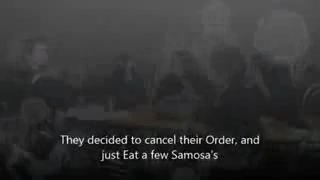 They decided to cancel their Order, and
just Eat a few Samosa's